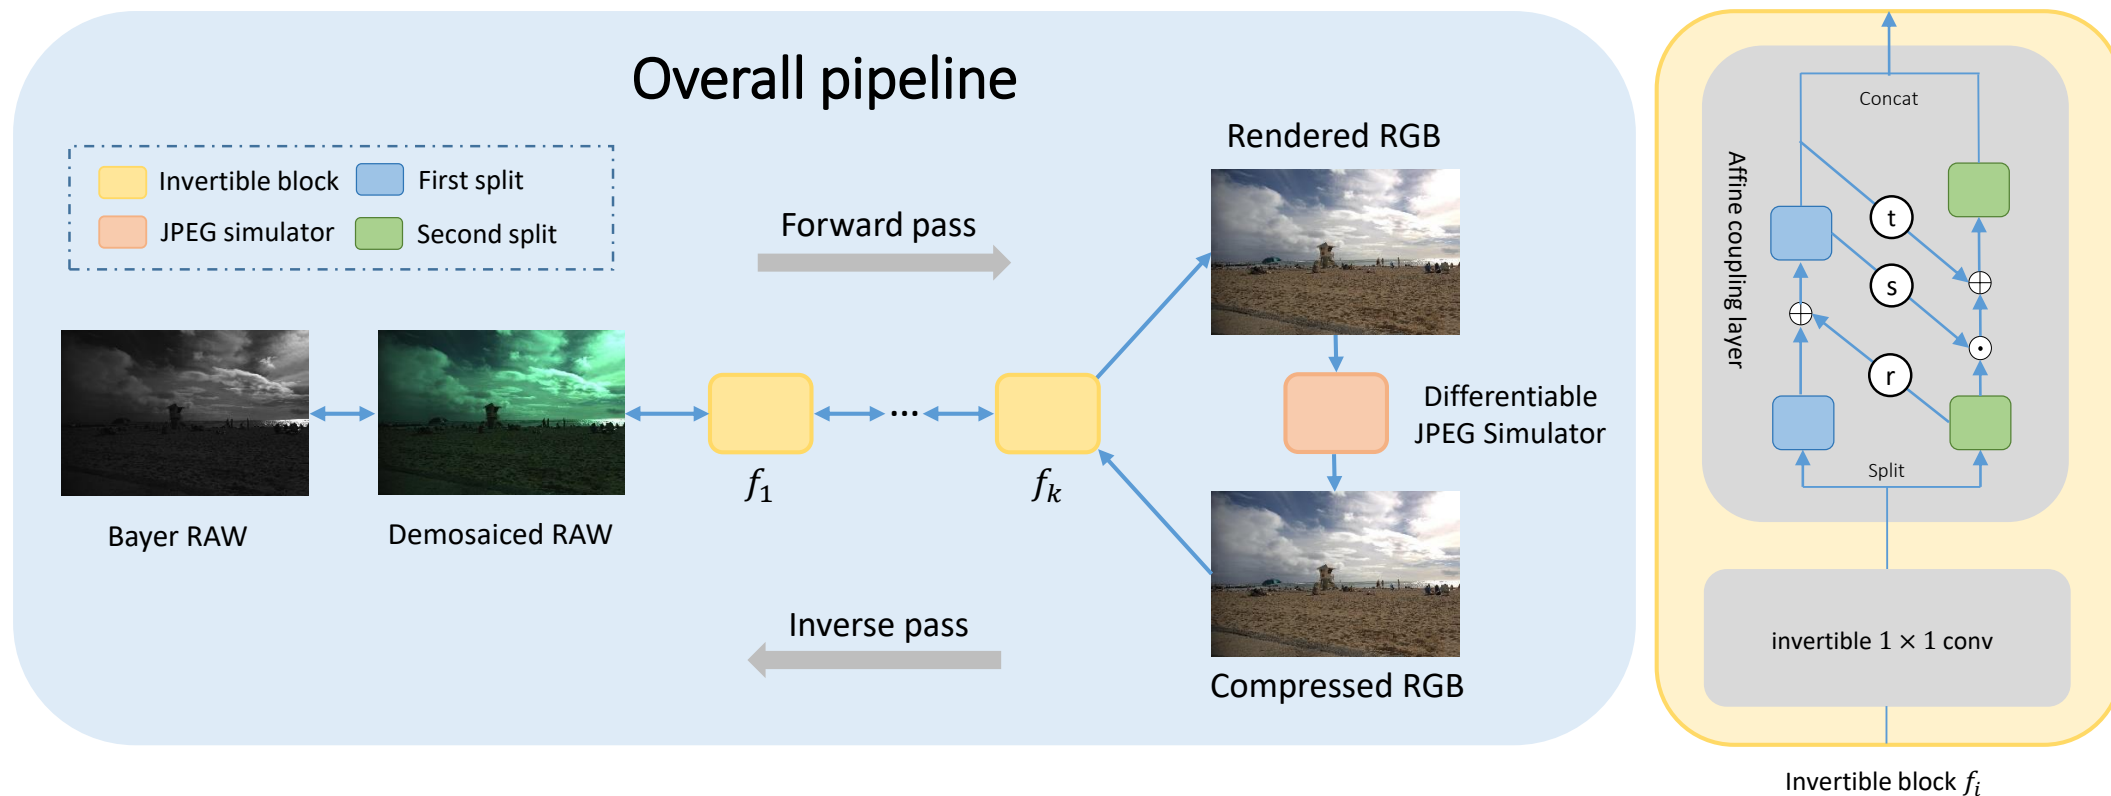 Overall pipeline
Invertible block
First split
JPEG simulator
Second split
Forward pass
Rendered RGB
Bayer RAW
Demosaiced RAW
f1
...
fk
Differentiable
JPEG Simulator
Inverse pass
Compressed RGB
Concat
Affine coupling layer
t
s
r
Split
invertible 1 × 1 conv
Invertible block fi